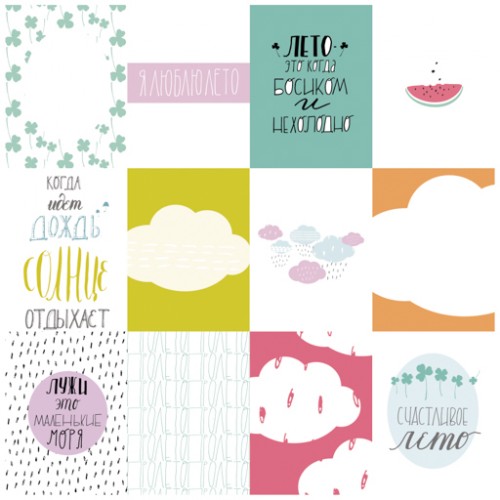 Я ЛЮБЛЮ ЛЕТО
ЛЕТО-
ЭТО КОГДА
БОСИКОМ
И
НЕХОЛОДНО
КОГДА
ИДЕТ
ДОЖДЬ
СОЛНЦЕ
ОТДЫХАЕТ
ЛУЖИ
ЭТО
МАЛЕНЬКИЕ
МОРЯ
СЧАСТЛИВОЕ
лето